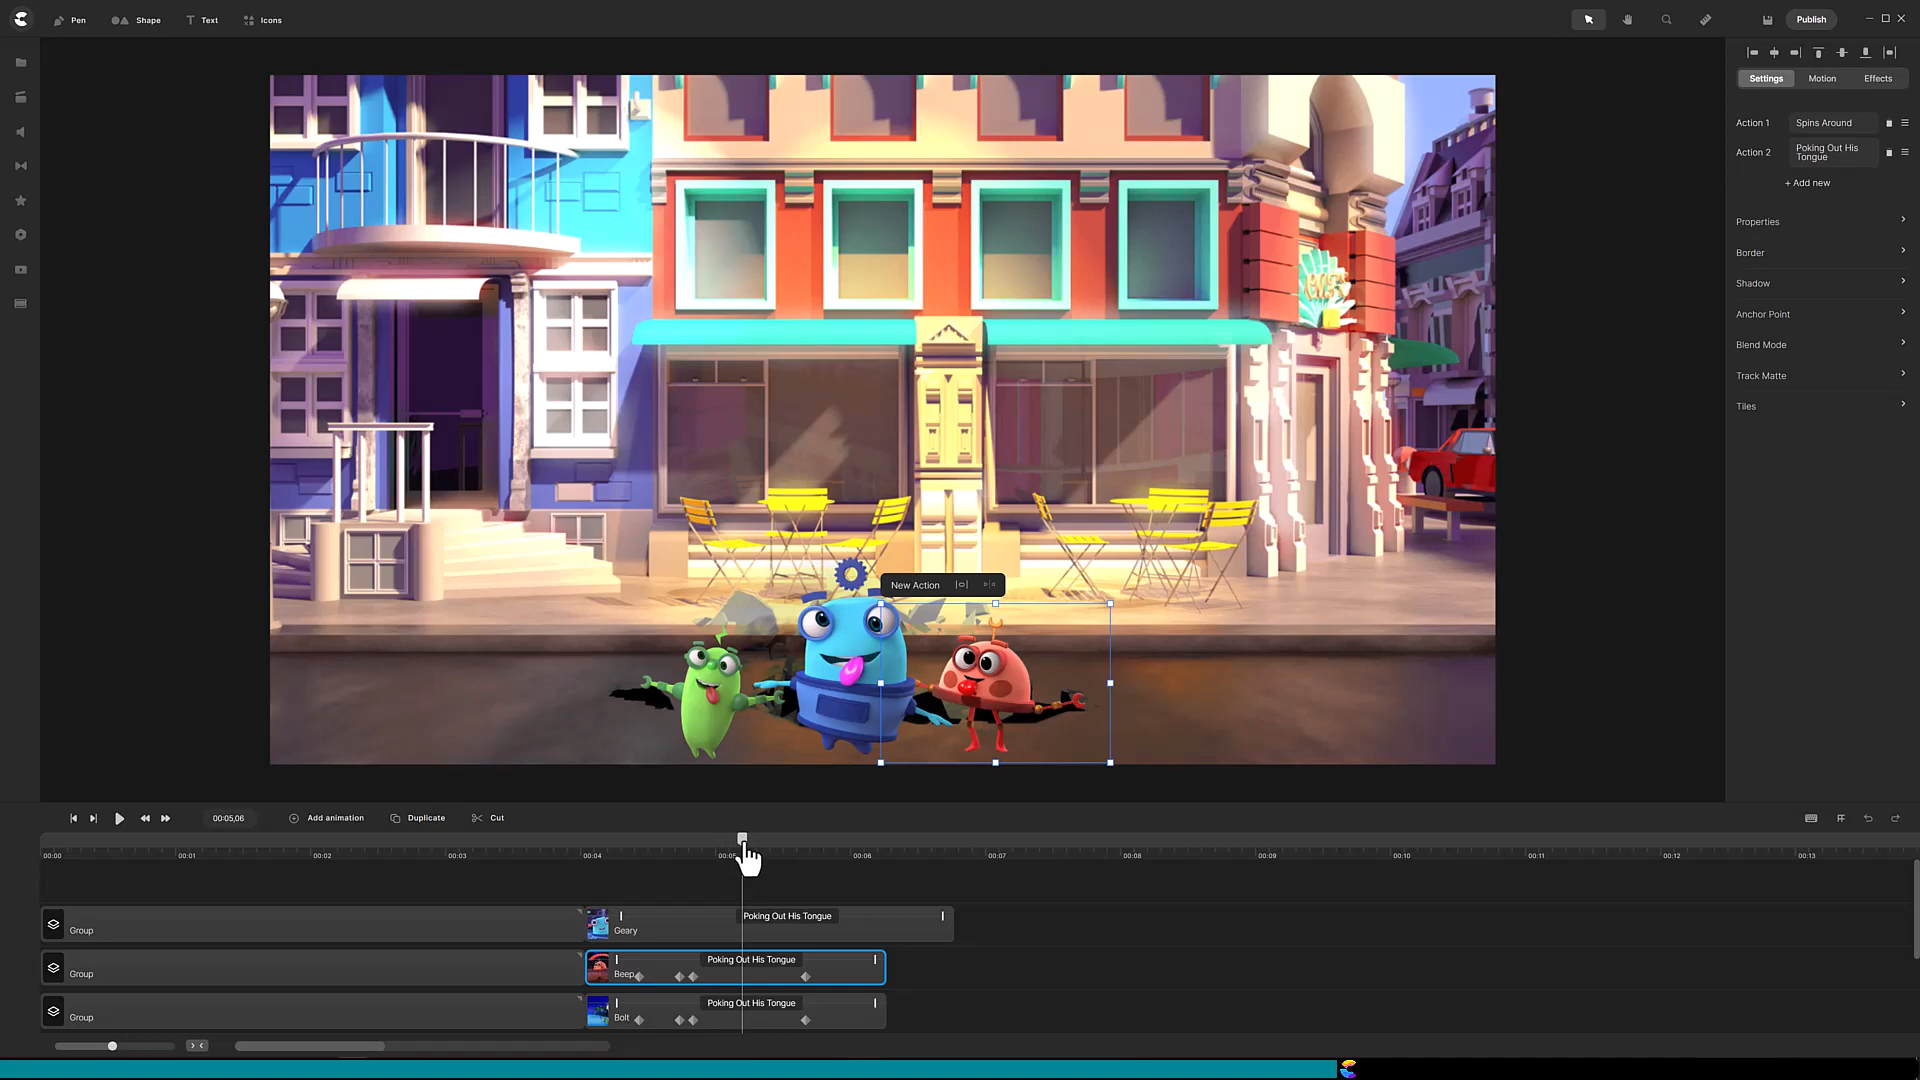 Pen
Shape
Text
Icons
Publish
Settings
Motion
Effects
Action 1
Spins Around
Action 2
Poking Out His
Tongue
+ Add new
Properties
Border
Shadow
Anchor Point
Blend Mode
Track Matte
Tiles
New Action
00:05,06
Add animation
Duplicate
Cut
00:00
00:01
00:02
00:03
00:04
00:05
00:06
00:07
00:08
00:09
00:10
00:11
00:12
00:13
Group
Poking Out His Tongue
Geary
Group
Poking Out His Tongue
Beep
Group
Poking Out His Tongue
Bolt